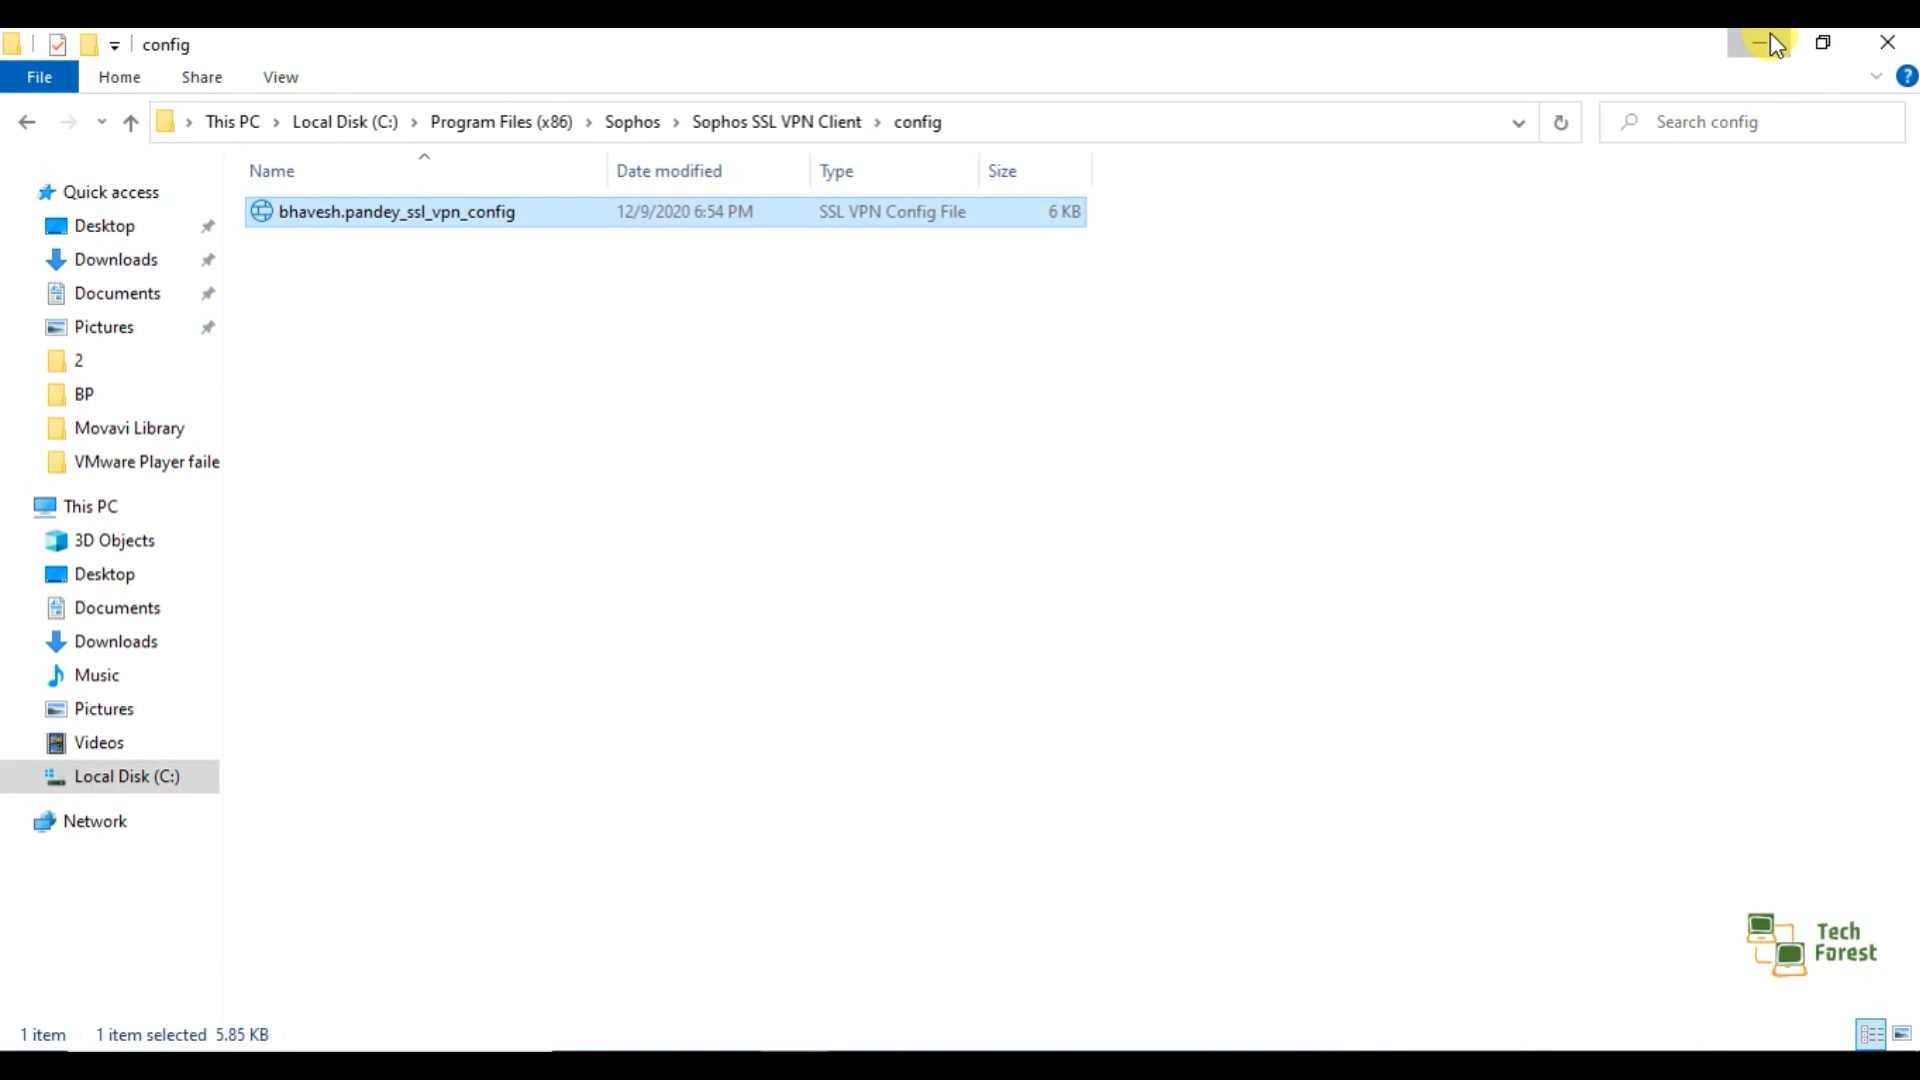 config
File Home Share View
This PC Local Disk (C:) Program Files (x86) Sophos Sophos SSL VPN Client config
Search config
Name Date modified Type Size
bhavesh.pandey_ssl_vpn_config 12/9/2020 6:54 PM SSL VPN Config File 6 KB
Quick access
Desktop
Downloads
Documents
Pictures
2
BP
Movavi Library
VMware Player faile
This PC
3D Objects
Desktop
Documents
Downloads
Music
Pictures
Videos
Local Disk (C:)
Network
Tech
Forest
1 item 1 item selected 5.85 KB